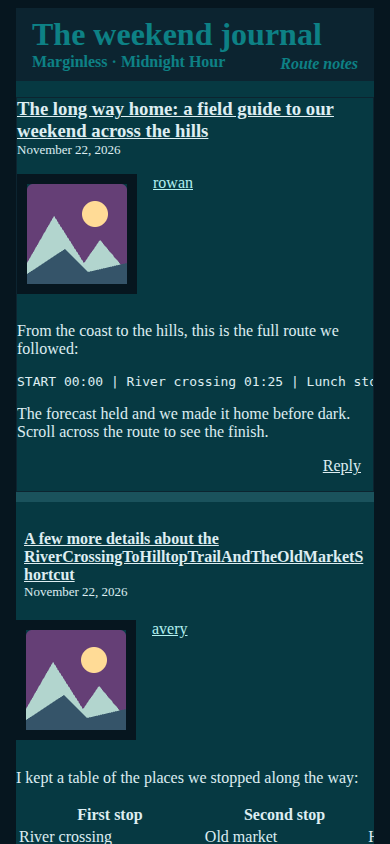 The weekend journal
Marginless · Midnight Hour
Route notes
The long way home: a field guide to our
weekend across the hills
November 22, 2026
rowan
From the coast to the hills, this is the full route we
followed:
START 00:00 | River crossing 01:25 | Lunch
The forecast held and we made it home before dark.
Scroll across the route to see the finish.
Reply
A few more details about the
RiverCrossingToHilltopTrailAndTheOldMarketS
hortcut
November 22, 2026
avery
I kept a table of the places we stopped along the way:
First stop Second stop
River crossing Old market